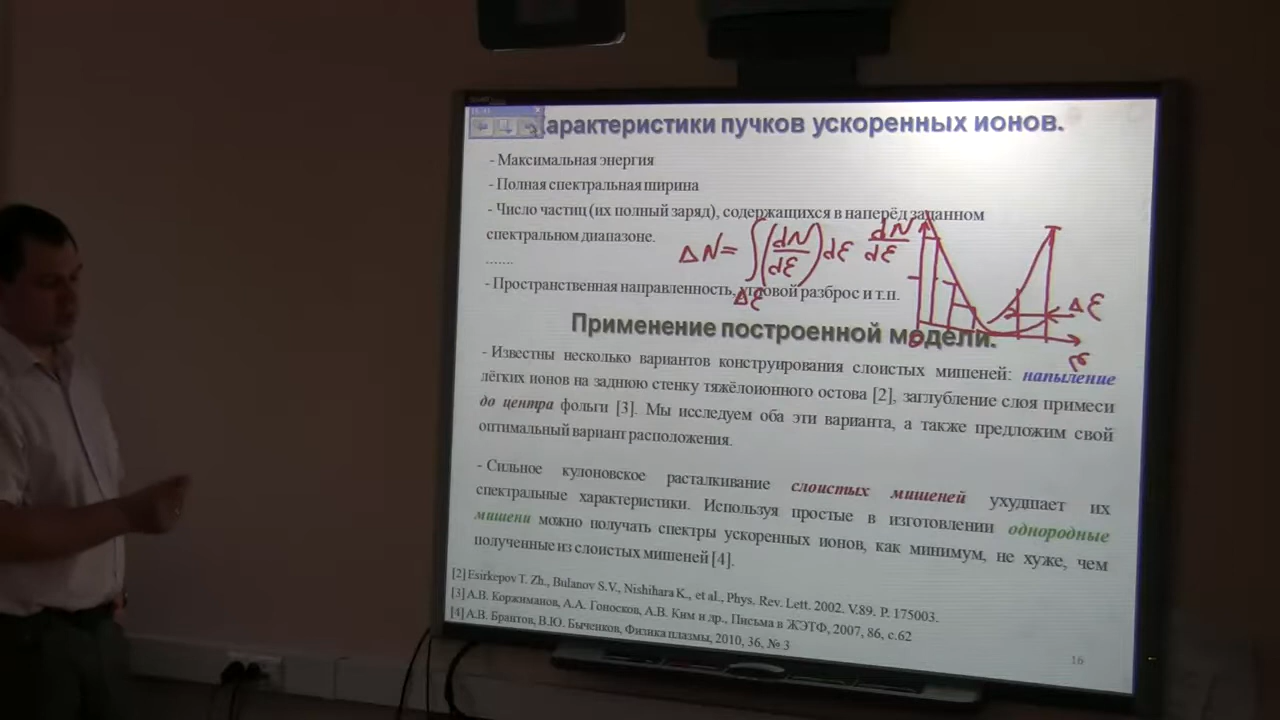 арактеристики пучков ускоренных ионов.
- Максимальная энергия
- Полная спектральная ширина
- Число частиц (их полный заряд), содержащихся в наперёд заданном
спектральном диапазоне.
ΔN = ∫(dN/dε)dε
Δε
dN/dε
.......
- Пространственная направленность, угловой разброс и т.п.
Δε
0
ε
Применение построенной модели.
- Известны несколько вариантов конструирования слоистых мишеней: напыление
лёгких ионов на заднюю стенку тяжёлоионного остова [2], заглубление слоя примеси
до центра фольги [3]. Мы исследуем оба эти варианта, а также предложим свой
оптимальный вариант расположения.
- Сильное кулоновское расталкивание слоистых мишеней ухудшает их
спектральные характеристики. Используя простые в изготовлении однородные
мишени можно получать спектры ускоренных ионов, как минимум, не хуже, чем
полученные из слоистых мишеней [4].
[2] Esirkepov T. Zh., Bulanov S.V., Nishihara K., et al., Phys. Rev. Lett. 2002. V.89. P. 175003.
[3] А.В. Коржиманов, А.А. Гоносков, А.В. Ким и др., Письма в ЖЭТФ, 2007, 86, с.62
[4] А.В. Брантов, В.Ю. Быченков, Физика плазмы, 2010, 36, № 3
16